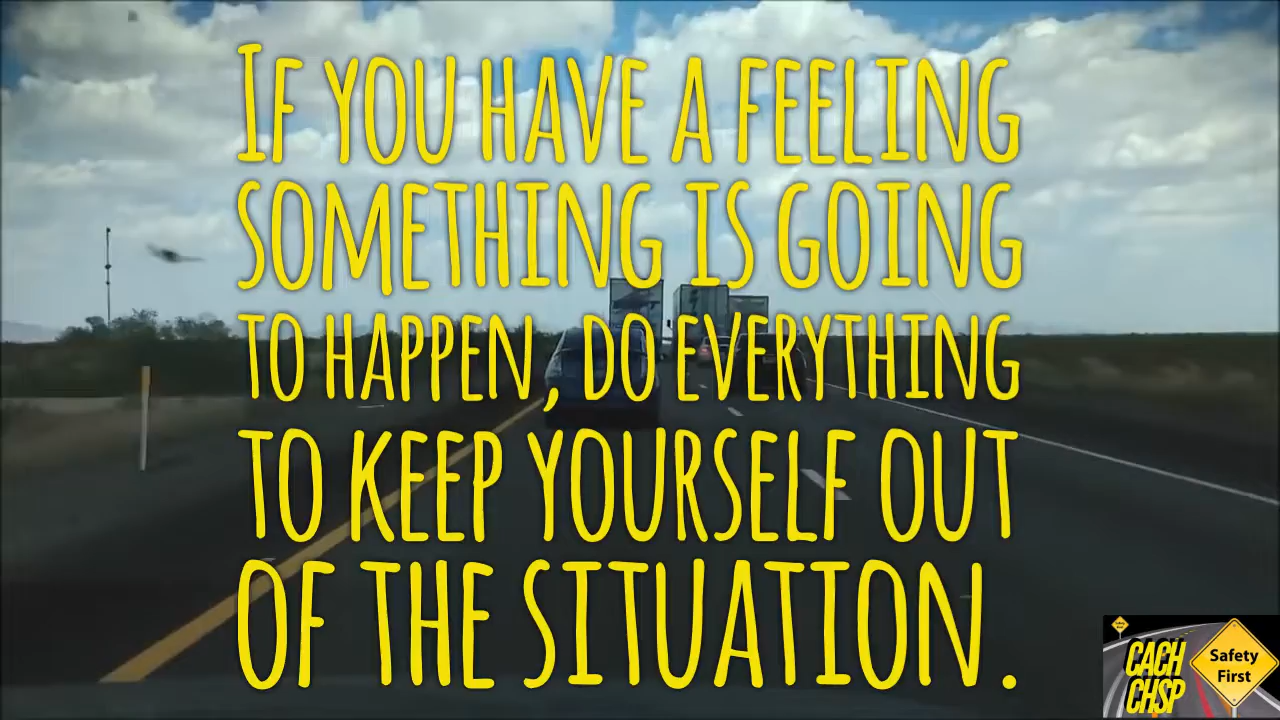 If you have a feeling
something is going
to happen, do everything
to keep yourself out
of the situation.
CACH
CHSP
Safety
First